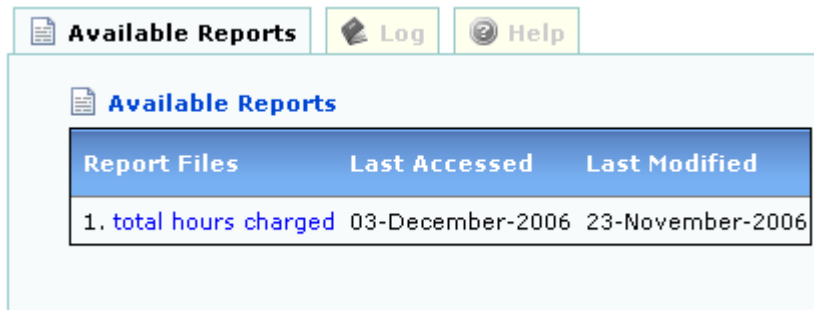 Available Reports Log Help
Available Reports
Report Files Last Accessed Last Modified
1. total hours charged 03-December-2006 23-November-2006